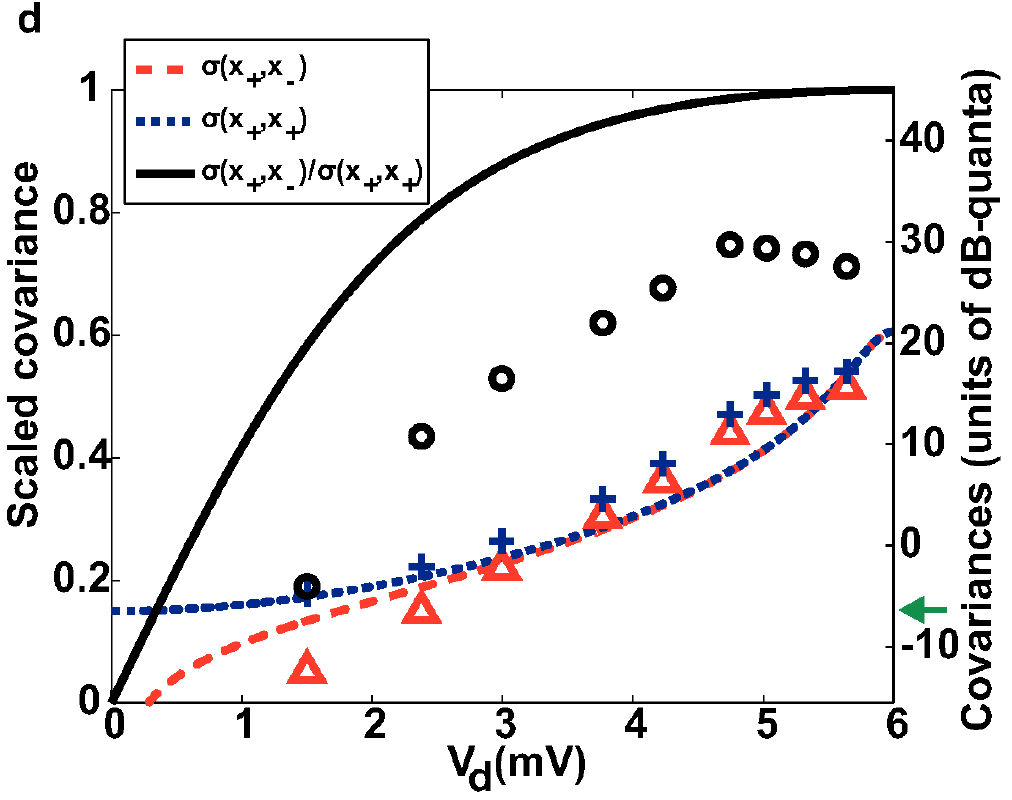 d
σ(x₊,x₋)
σ(x₊,x₊)
σ(x₊,x₋)/σ(x₊,x₊)
Scaled covariance
1
0.8
0.6
0.4
0.2
0
Covariances (units of dB-quanta)
40
30
20
10
0
-10
0 1 2 3 4 5 6
V_d(mV)